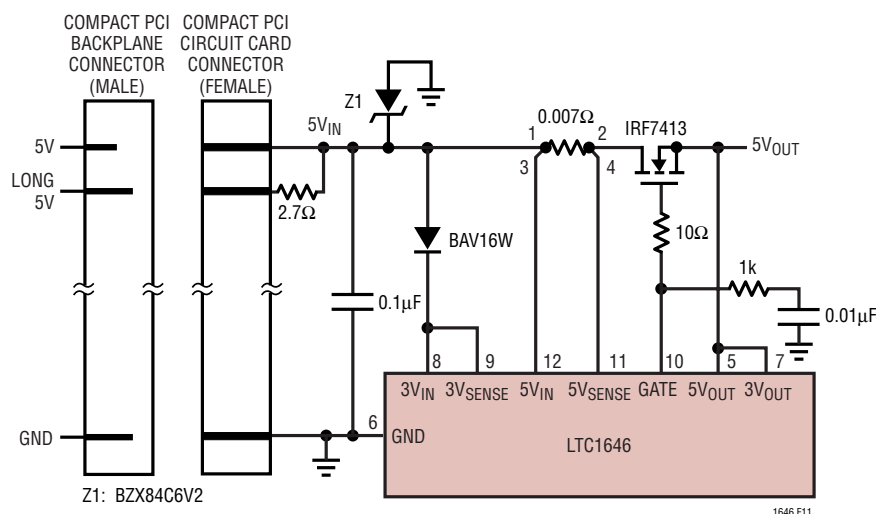 COMPACT PCI
BACKPLANE
CONNECTOR
(MALE)
COMPACT PCI
CIRCUIT CARD
CONNECTOR
(FEMALE)
Z1
5V
LONG
5V
GND
5VIN
2.7Ω
0.1µF
BAV16W
0.007Ω
1
2
3
4
IRF7413
5VOUT
10Ω
1k
0.01µF
8
9
12
11
10
5
7
3VIN
3VSENSE
5VIN
5VSENSE
GATE
5VOUT
3VOUT
6
GND
LTC1646
Z1: BZX84C6V2
1646 F11